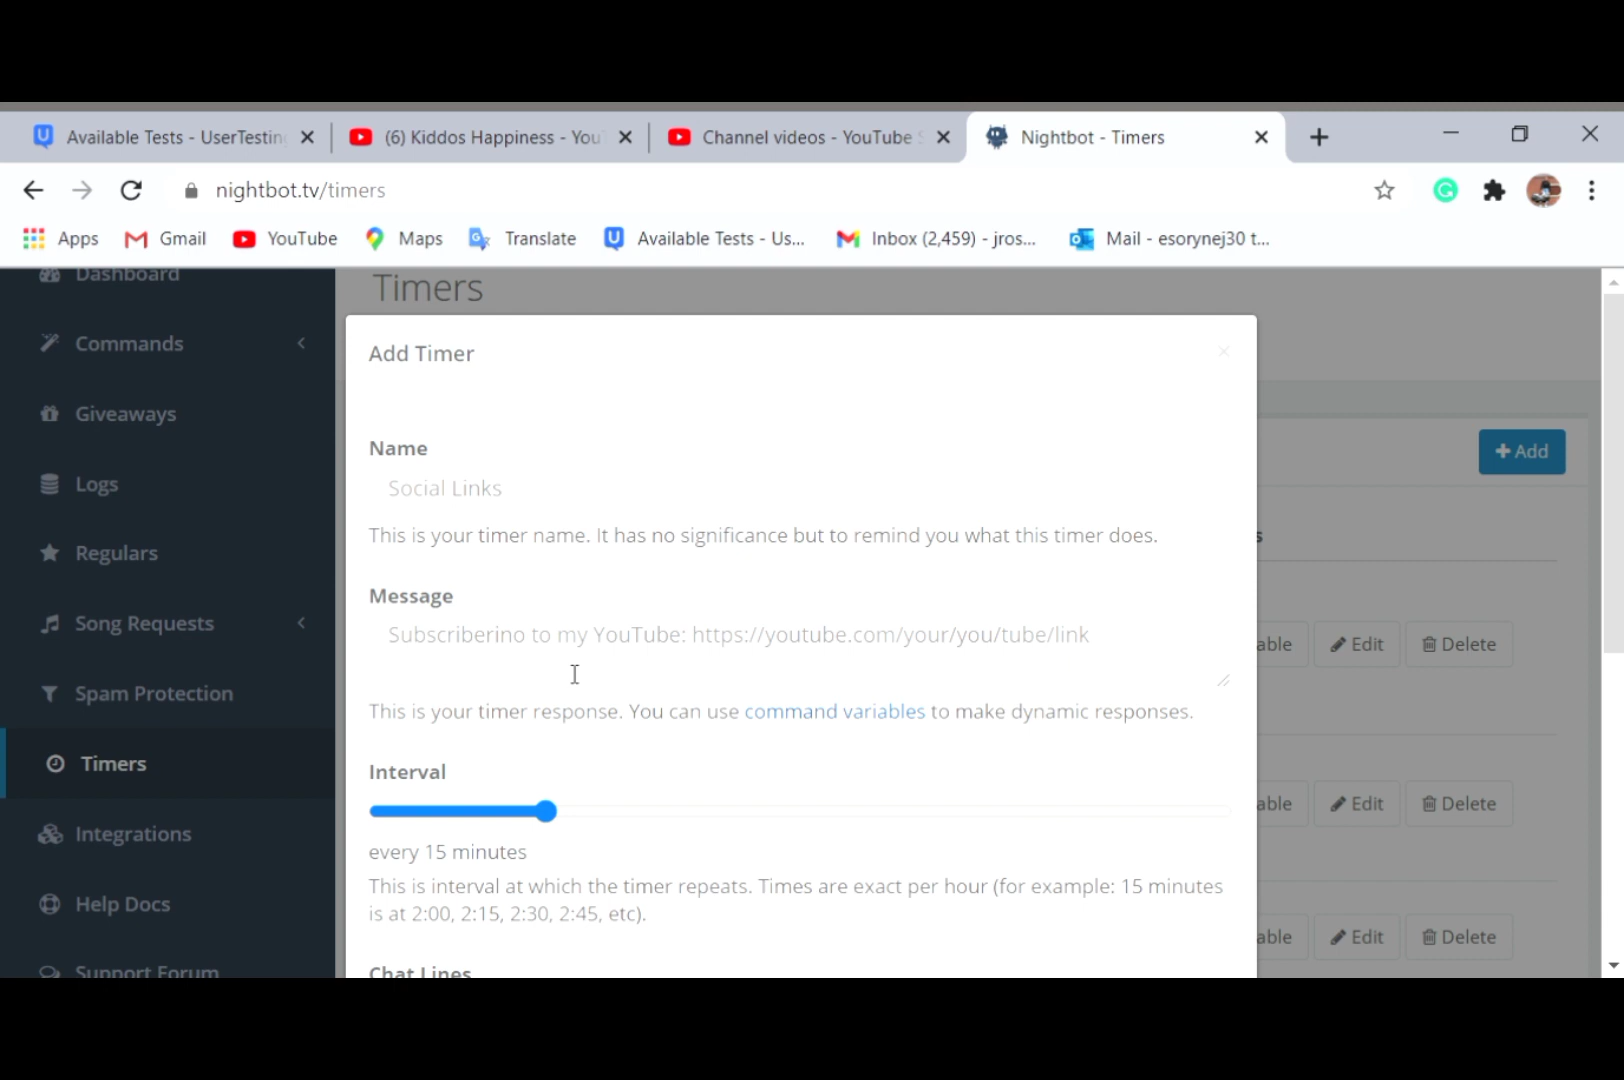 Available Tests - UserTesting
(6) Kiddos Happiness - You
Channel videos - YouTube S
Nightbot - Timers
nightbot.tv/timers
Apps
Gmail
YouTube
Maps
Translate
Available Tests - Us...
Inbox (2,459) - jros...
Mail - esorynej30 t...
Dashboard
Commands
Giveaways
Logs
Regulars
Song Requests
Spam Protection
Timers
Integrations
Help Docs
Support Forum
Timers
Add Timer
Name
Social Links
This is your timer name. It has no significance but to remind you what this timer does.
Message
Subscriberino to my YouTube: https://youtube.com/your/you/tube/link
This is your timer response. You can use command variables to make dynamic responses.
Interval
every 15 minutes
This is interval at which the timer repeats. Times are exact per hour (for example: 15 minutes
is at 2:00, 2:15, 2:30, 2:45, etc).
Chat Lines
Add
s
able Edit Delete
able Edit Delete
able Edit Delete